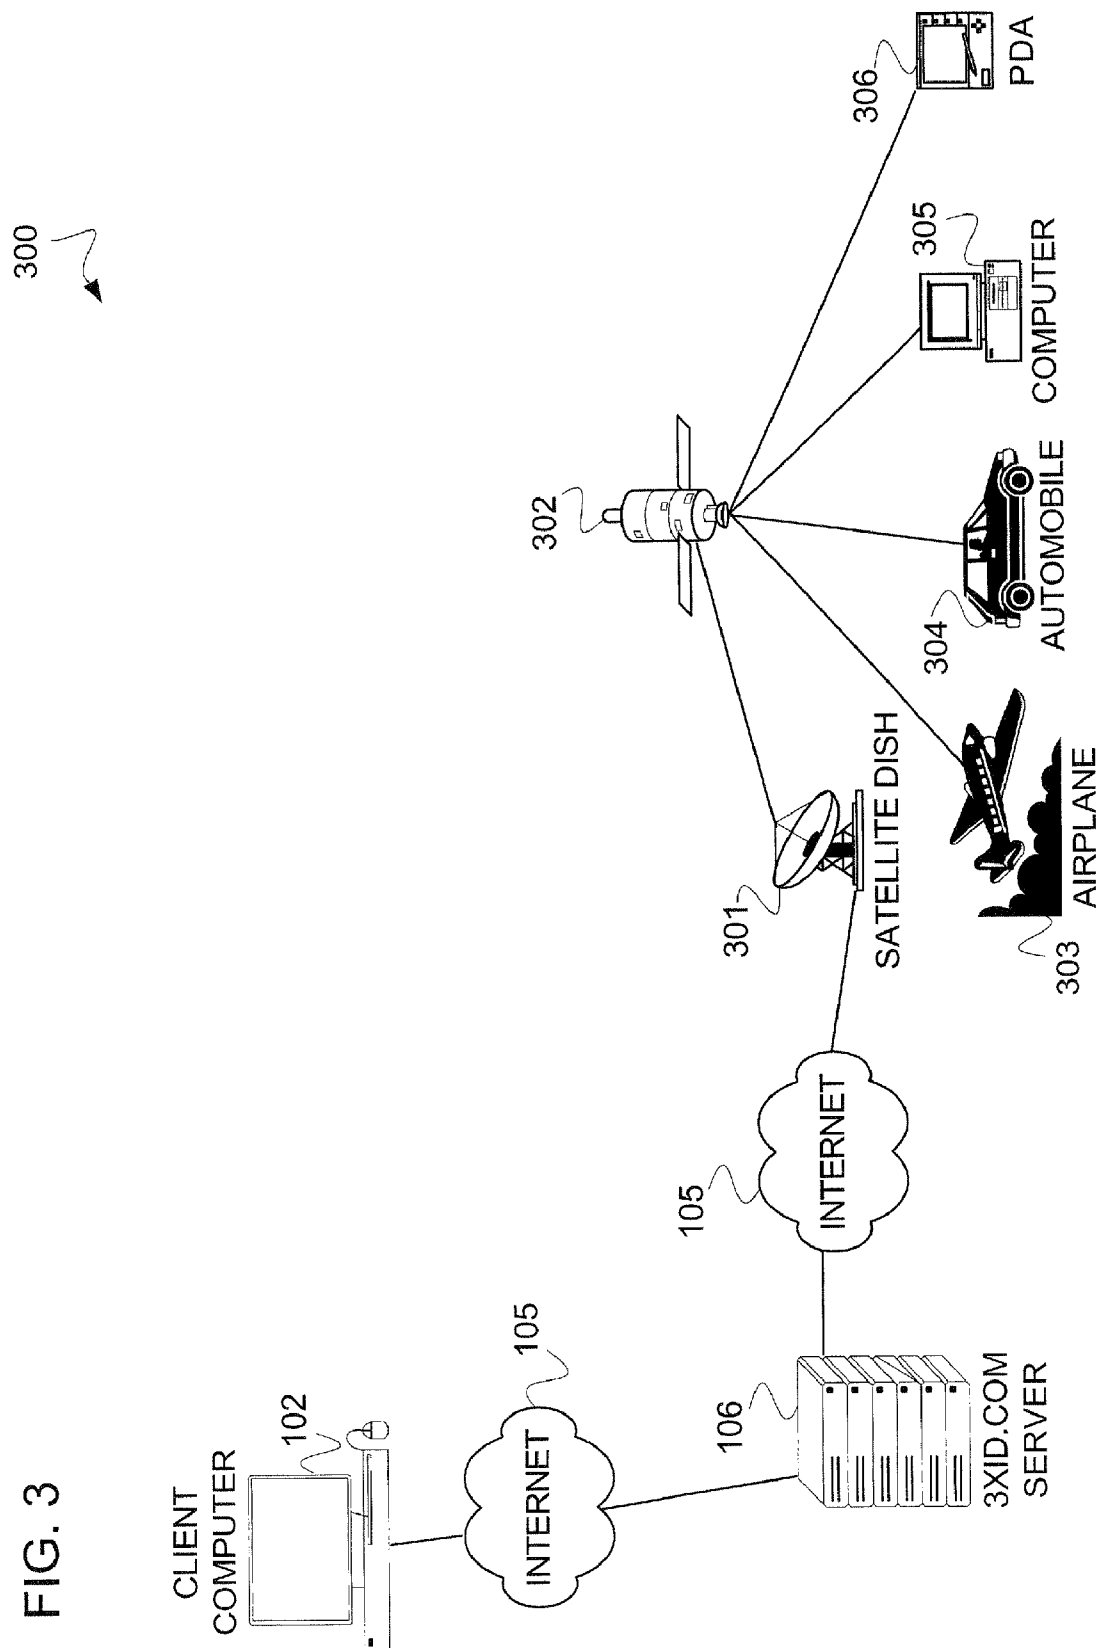 FIG. 3
300
CLIENT
COMPUTER
102
INTERNET
105
3XID.COM
SERVER
106
INTERNET
105
SATELLITE DISH
301
302
AIRPLANE
303
AUTOMOBILE
304
COMPUTER
305
PDA
306